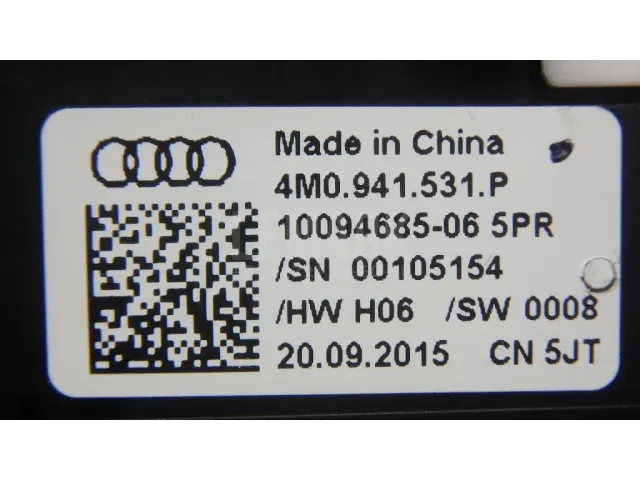 Made in China
4M0.941.531.P
10094685-06 5PR
/SN 00105154
/HW H06 /SW 0008
20.09.2015 CN 5JT